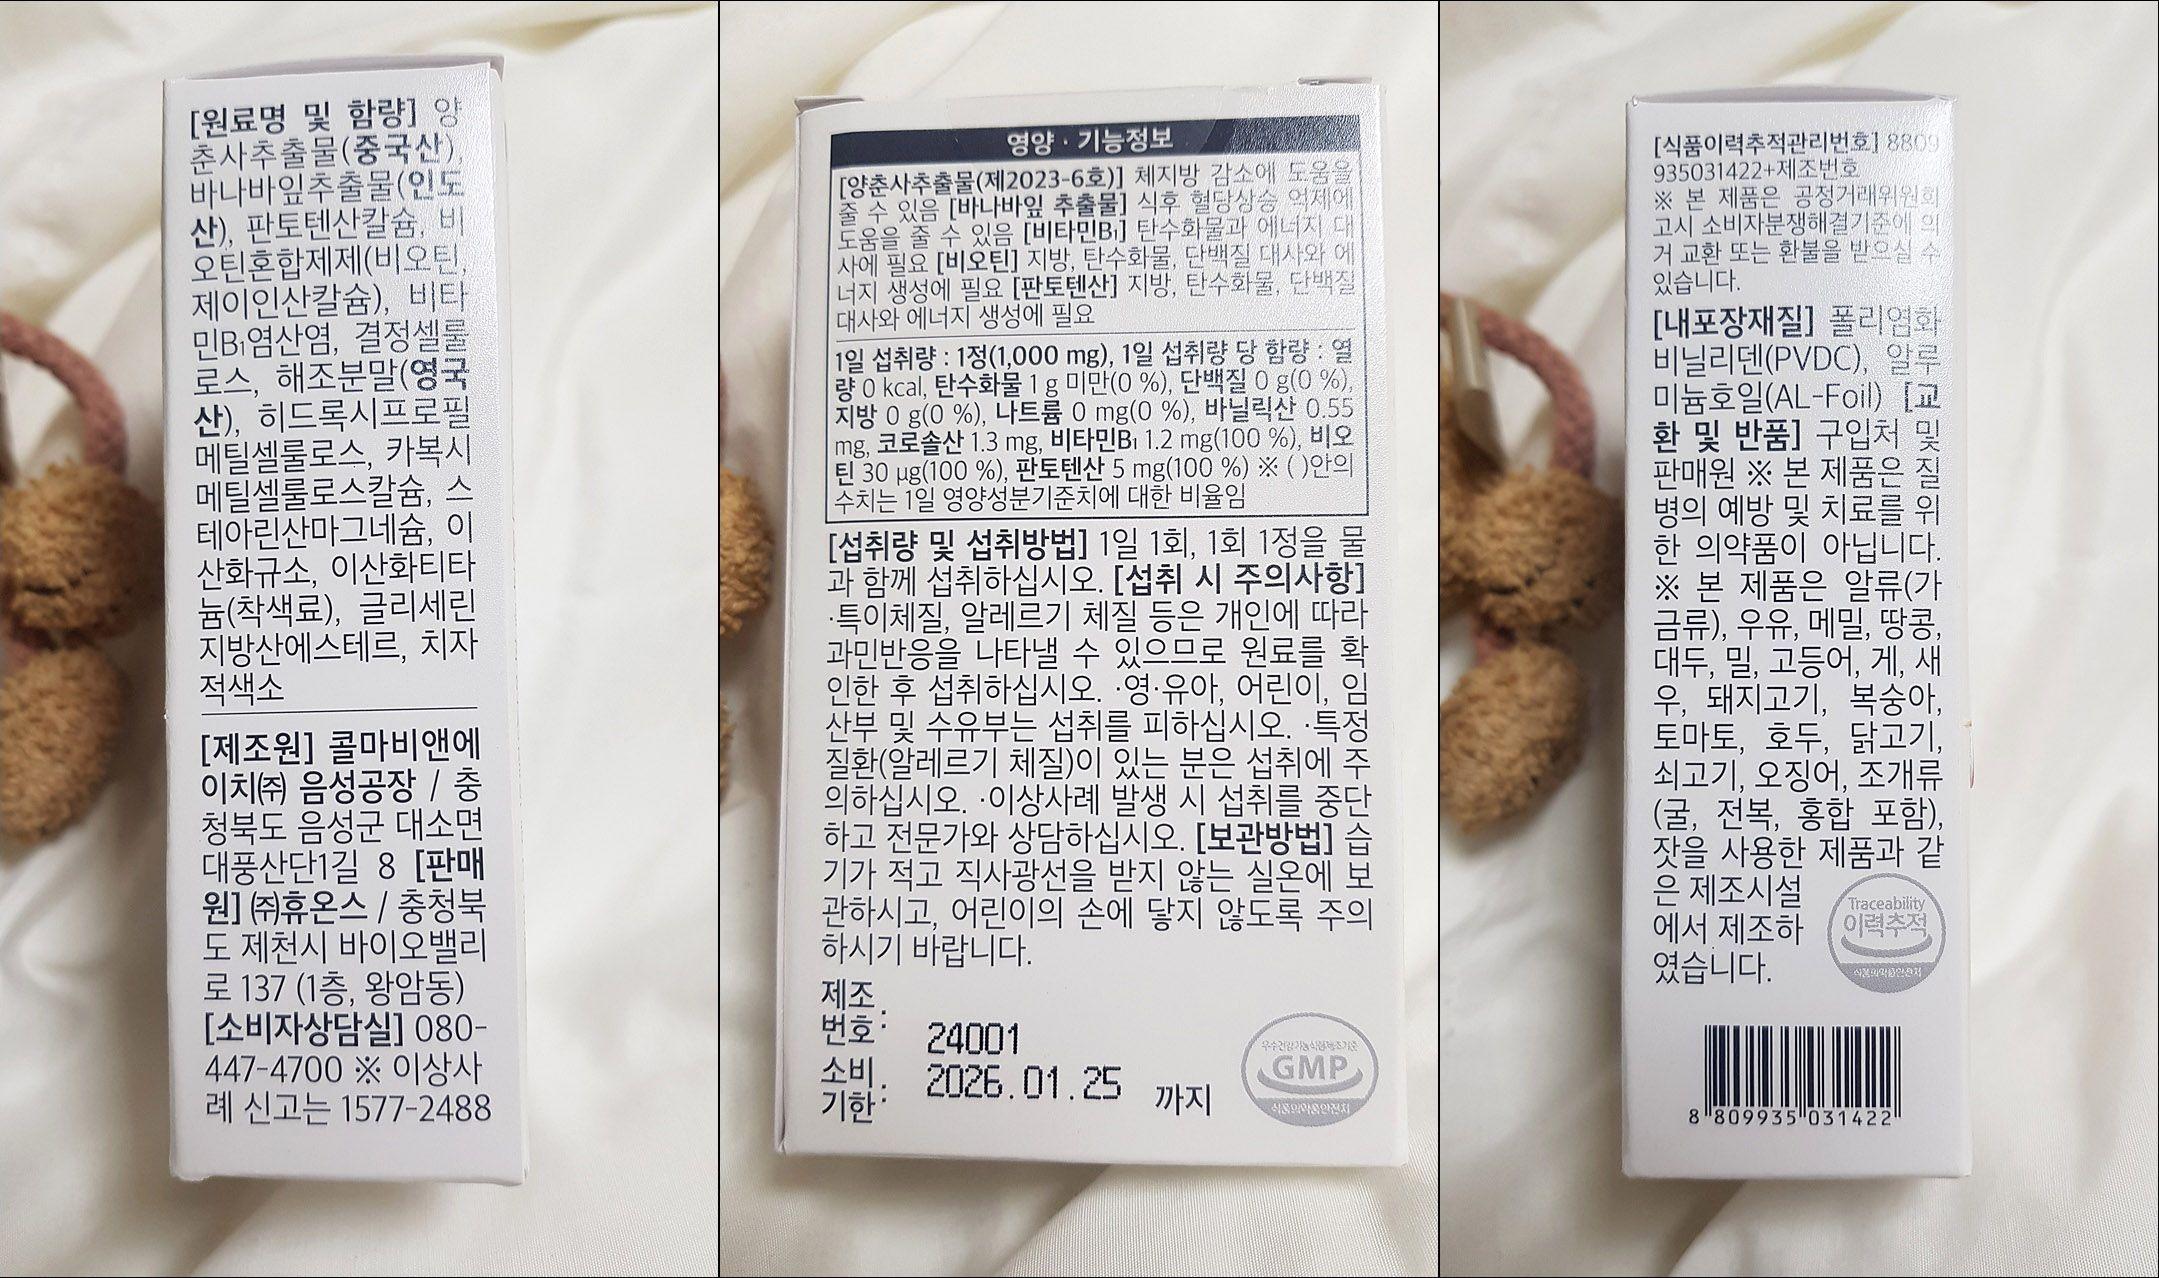 [원료명 및 함량] 양
춘사추출물(중국산),
바나바잎추출물(인도
산), 판토텐산칼슘, 비
오틴혼합제제(비오틴,
제이인산칼슘), 비타
민B₁염산염, 결정셀룰
로스, 해조분말(영국
산), 히드록시프로필
메틸셀룰로스, 카복시
메틸셀룰로스칼슘, 스
테아린산마그네슘, 이
산화규소, 이산화티타
늄(착색료), 글리세린
지방산에스테르, 치자
적색소
[제조원] 콜마비앤에
이치㈜ 음성공장 / 충
청북도 음성군 대소면
대풍산단1길 8 [판매
원] ㈜휴온스 / 충청북
도 제천시 바이오밸리
로 137 (1층, 왕암동)
[소비자상담실] 080-
447-4700 ※ 이상사
례 신고는 1577-2488
영양 · 기능정보
[양춘사추출물(제2023-6호)] 체지방 감소에 도움을
줄 수 있음 [바나바잎 추출물] 식후 혈당상승 억제에
도움을 줄 수 있음 [비타민B₁] 탄수화물과 에너지 대
사에 필요 [비오틴] 지방, 탄수화물, 단백질 대사와 에
너지 생성에 필요 [판토텐산] 지방, 탄수화물, 단백질
대사와 에너지 생성에 필요
1일 섭취량 : 1정(1,000 mg), 1일 섭취량 당 함량 : 열
량 0 kcal, 탄수화물 1 g 미만(0 %), 단백질 0 g(0 %),
지방 0 g(0 %), 나트륨 0 mg(0 %), 바닐릭산 0.55
mg, 코로솔산 1.3 mg, 비타민B₁ 1.2 mg(100 %), 비오
틴 30 µg(100 %), 판토텐산 5 mg(100 %) ※ ( )안의
수치는 1일 영양성분기준치에 대한 비율임
[섭취량 및 섭취방법] 1일 1회, 1회 1정을 물
과 함께 섭취하십시오. [섭취 시 주의사항]
·특이체질, 알레르기 체질 등은 개인에 따라
과민반응을 나타낼 수 있으므로 원료를 확
인한 후 섭취하십시오. ·영·유아, 어린이, 임
산부 및 수유부는 섭취를 피하십시오. ·특정
질환(알레르기 체질)이 있는 분은 섭취에 주
의하십시오. ·이상사례 발생 시 섭취를 중단
하고 전문가와 상담하십시오. [보관방법] 습
기가 적고 직사광선을 받지 않는 실온에 보
관하시고, 어린이의 손에 닿지 않도록 주의
하시기 바랍니다.
제조
번호 : 24001
소비
기한 : 2026.01.25 까지
우수건강기능식품제조기준
GMP
식품의약품안전처
[식품이력추적관리번호] 8809
935031422+제조번호
※ 본 제품은 공정거래위원회
고시 소비자분쟁해결기준에 의
거 교환 또는 환불을 받으실 수
있습니다.
[내포장재질] 폴리염화
비닐리덴(PVDC), 알루
미늄호일(AL-Foil) [교
환 및 반품] 구입처 및
판매원 ※ 본 제품은 질
병의 예방 및 치료를 위
한 의약품이 아닙니다.
※ 본 제품은 알류(가
금류), 우유, 메밀, 땅콩,
대두, 밀, 고등어, 게, 새
우, 돼지고기, 복숭아,
토마토, 호두, 닭고기,
쇠고기, 오징어, 조개류
(굴, 전복, 홍합 포함),
잣을 사용한 제품과 같
은 제조시설
에서 제조하
였습니다.
Traceability
이력추적
식품의약품안전처
8 809935 031422